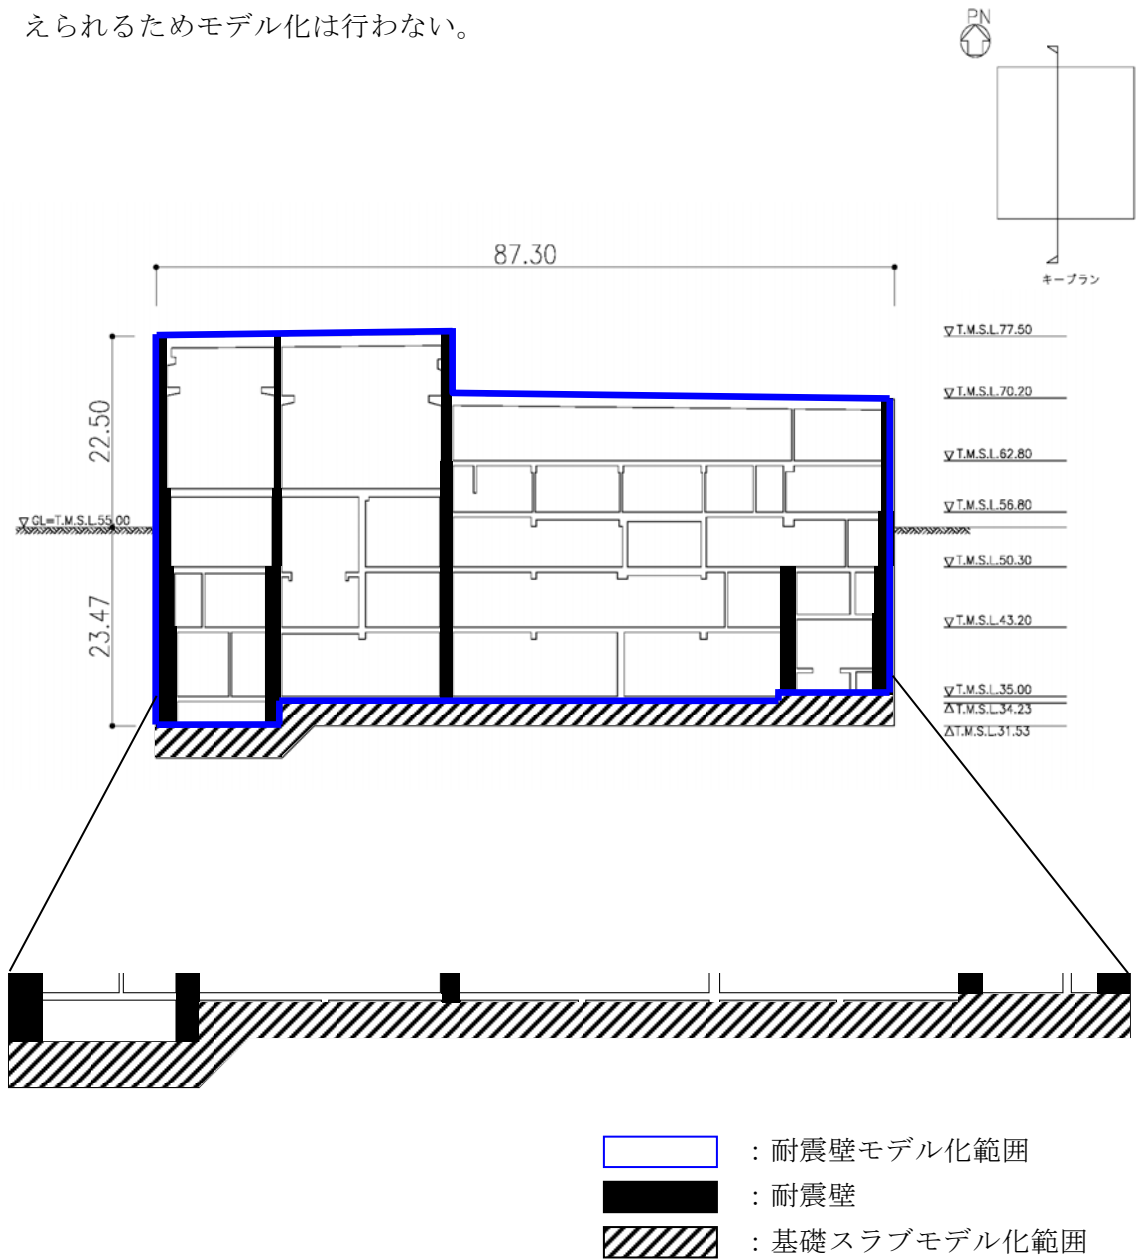 えられるためモデル化は行わない。
PN
キープラン
87.30
22.50
23.47
▽GL=T.M.S.L.55.00
▽T.M.S.L.77.50
▽T.M.S.L.70.20
▽T.M.S.L.62.80
▽T.M.S.L.56.80
▽T.M.S.L.50.30
▽T.M.S.L.43.20
▽T.M.S.L.35.00
△T.M.S.L.34.23
△T.M.S.L.31.53
：耐震壁モデル化範囲
：耐震壁
：基礎スラブモデル化範囲